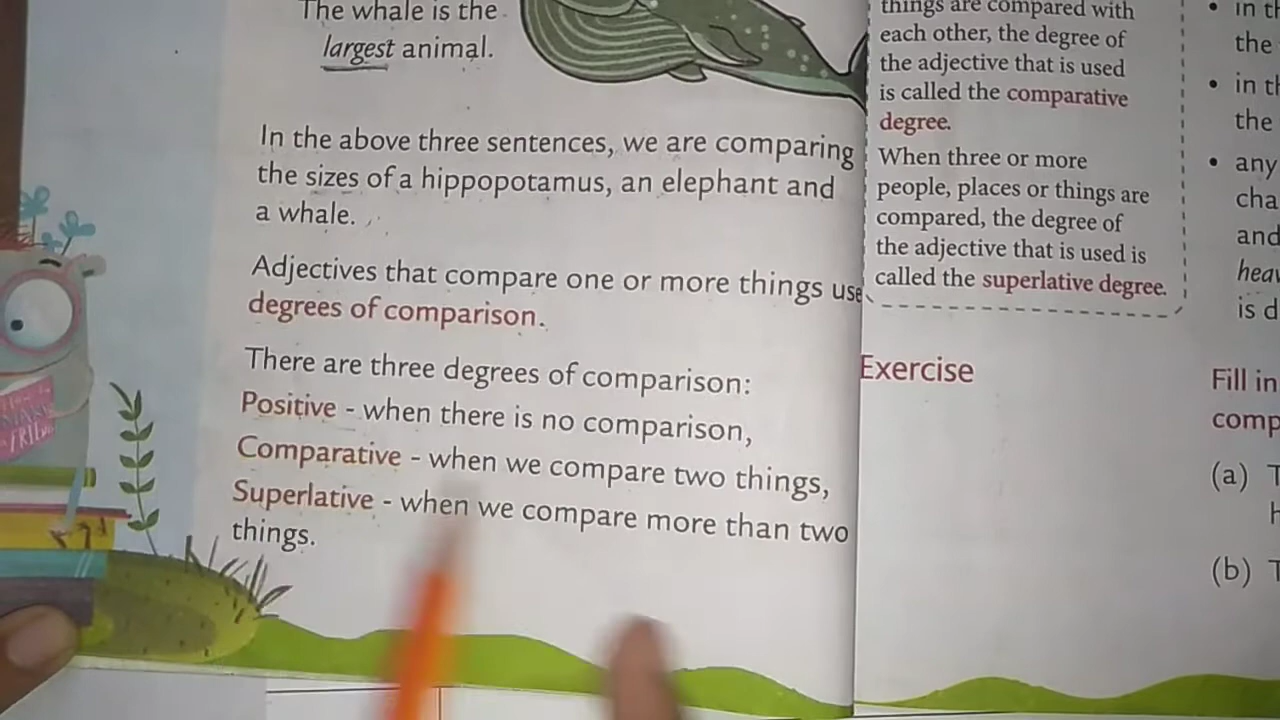 The whale is the
largest animal.
In the above three sentences, we are comparing
the sizes of a hippopotamus, an elephant and
a whale.
Adjectives that compare one or more things use
degrees of comparison.
There are three degrees of comparison:
Positive - when there is no comparison,
Comparative - when we compare two things,
Superlative - when we compare more than two
things.
things are compared with
each other, the degree of
the adjective that is used
is called the comparative
degree.
When three or more
people, places or things are
compared, the degree of
the adjective that is used is
called the superlative degree.
Exercise
• in
the
• in
the
• any
and
is
Fill in
(a)
(b)